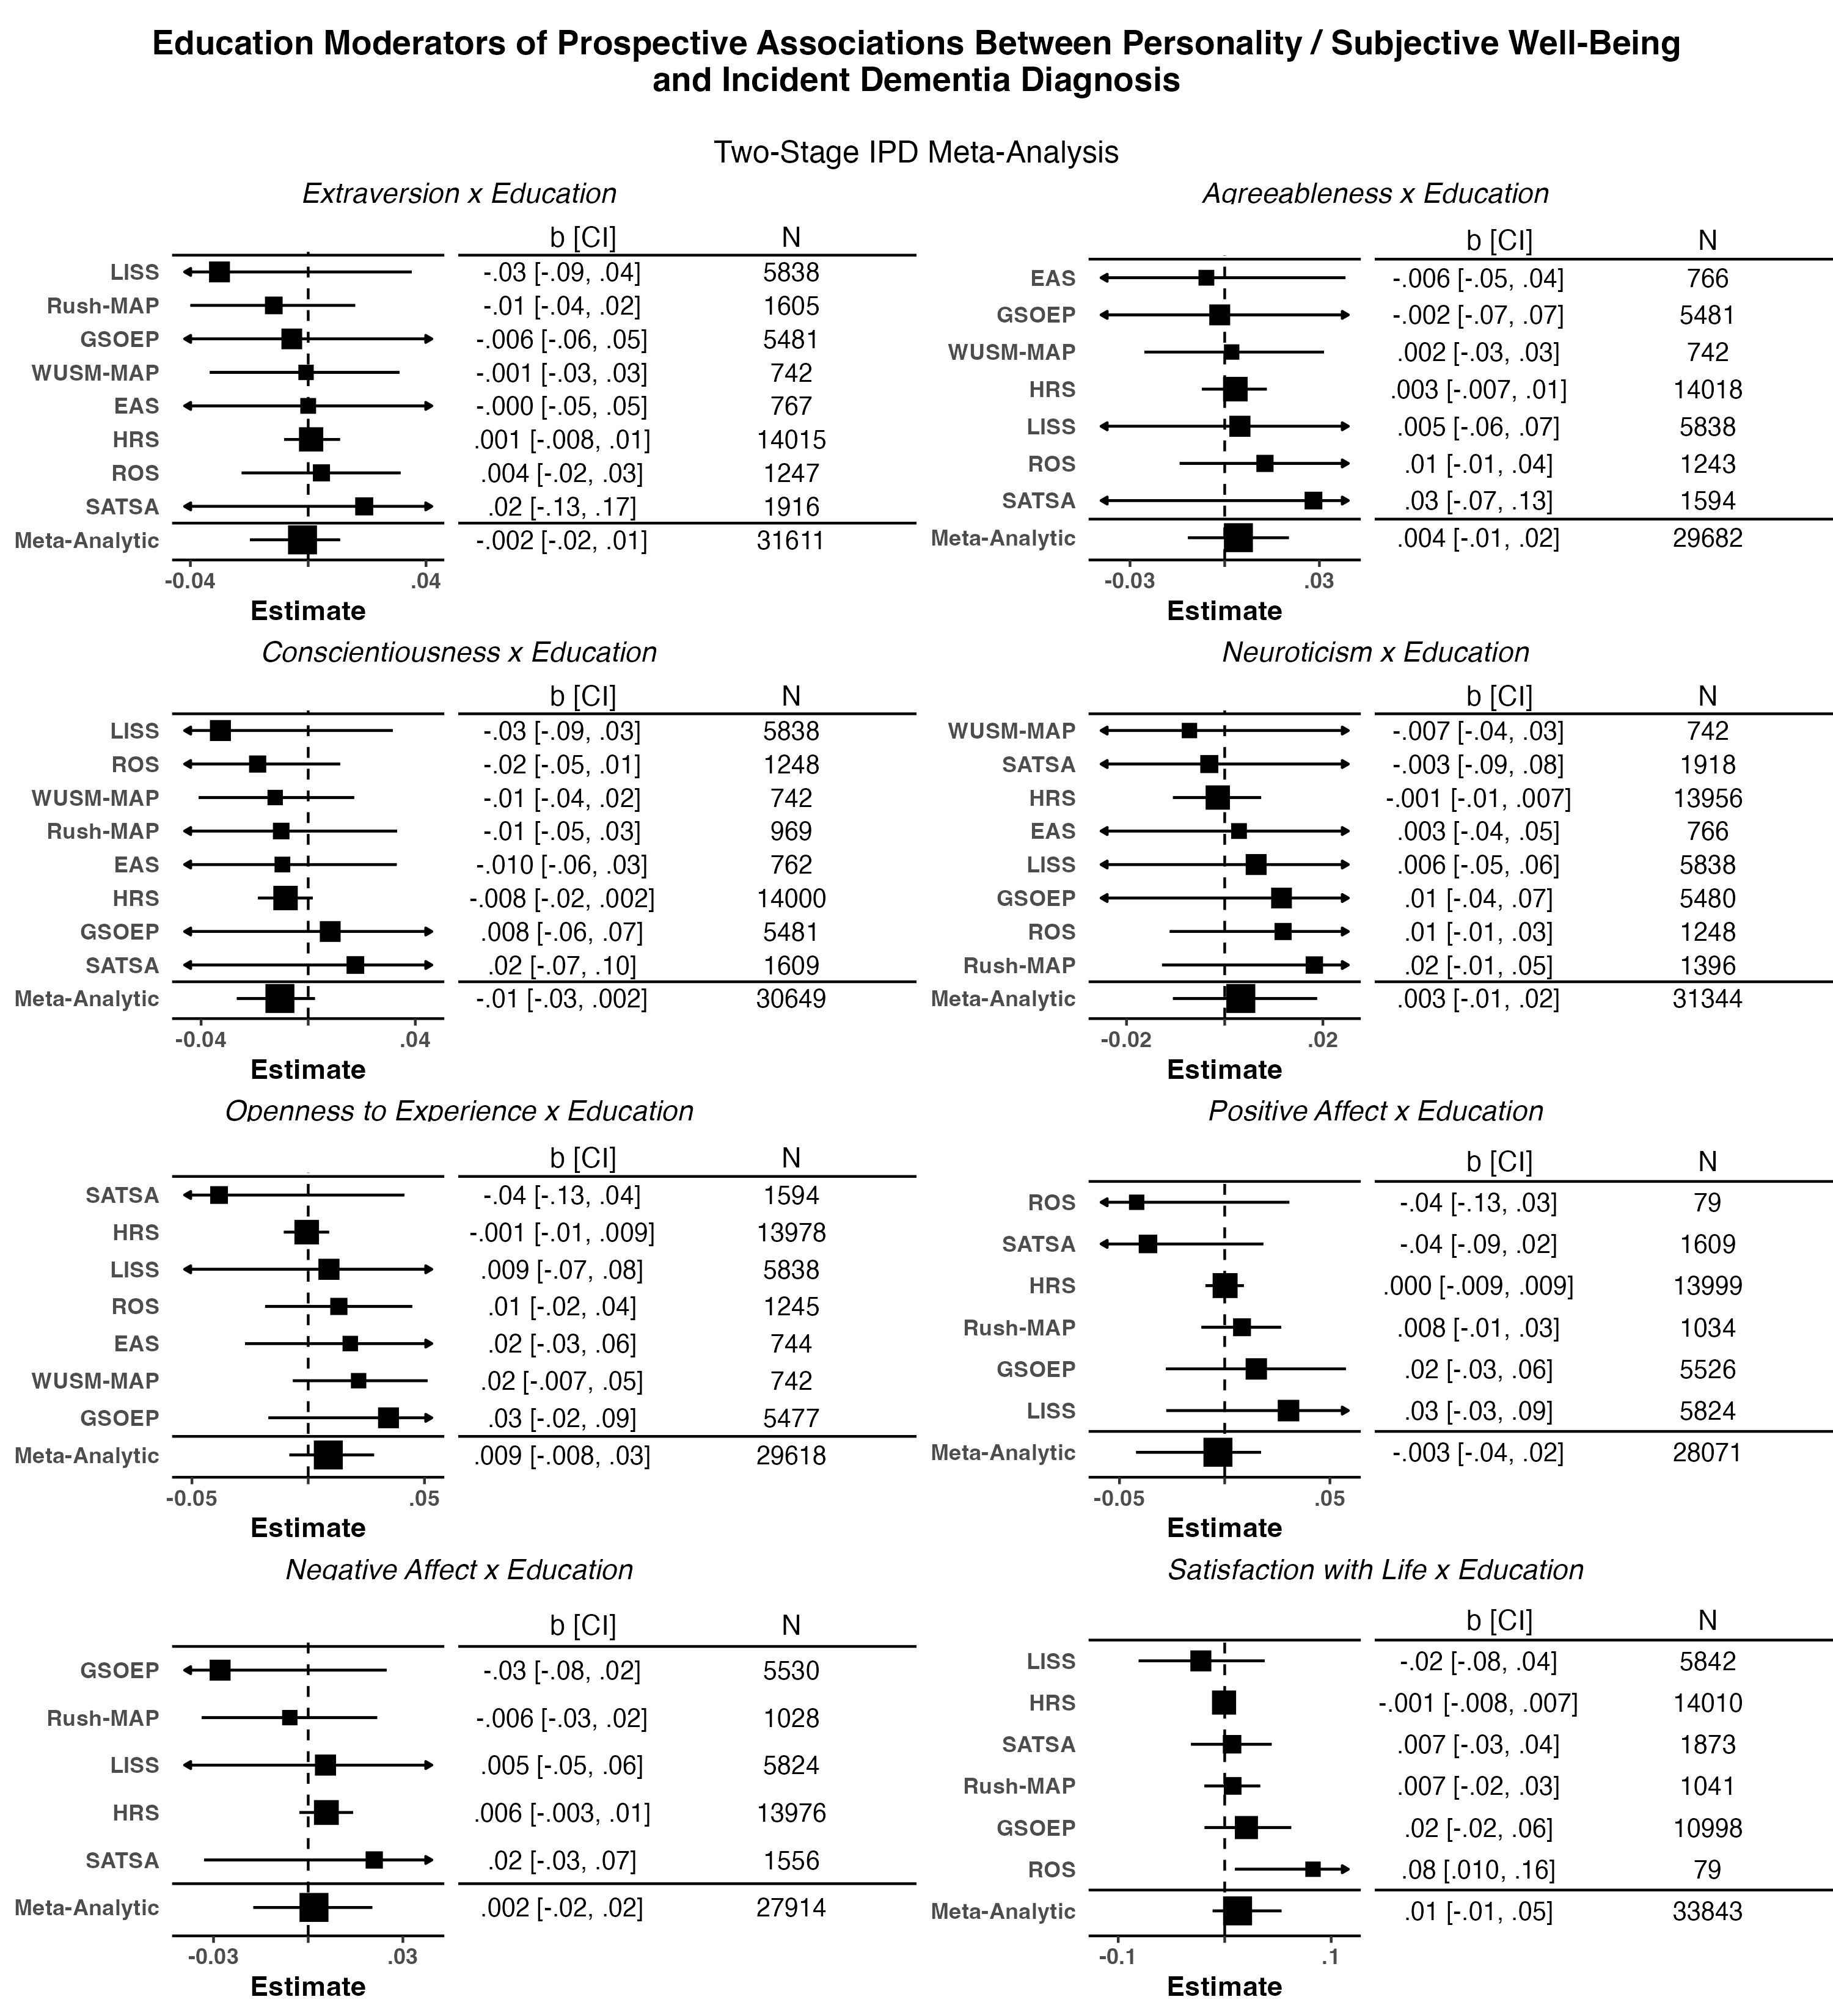 Education Moderators of Prospective Associations Between Personality / Subjective Well-Being
and Incident Dementia Diagnosis
Two-Stage IPD Meta-Analysis
Extraversion x Education
b [CI] N
LISS -.03 [-.09, .04] 5838
Rush-MAP -.01 [-.04, .02] 1605
GSOEP -.006 [-.06, .05] 5481
WUSM-MAP -.001 [-.03, .03] 742
EAS -.000 [-.05, .05] 767
HRS .001 [-.008, .01] 14015
ROS .004 [-.02, .03] 1247
SATSA .02 [-.13, .17] 1916
Meta-Analytic -.002 [-.02, .01] 31611
-0.04 .04
Estimate
Agreeableness x Education
b [CI] N
EAS -.006 [-.05, .04] 766
GSOEP -.002 [-.07, .07] 5481
WUSM-MAP .002 [-.03, .03] 742
HRS .003 [-.007, .01] 14018
LISS .005 [-.06, .07] 5838
ROS .01 [-.01, .04] 1243
SATSA .03 [-.07, .13] 1594
Meta-Analytic .004 [-.01, .02] 29682
-0.03 .03
Estimate
Conscientiousness x Education
b [CI] N
LISS -.03 [-.09, .03] 5838
ROS -.02 [-.05, .01] 1248
WUSM-MAP -.01 [-.04, .02] 742
Rush-MAP -.01 [-.05, .03] 969
EAS -.010 [-.06, .03] 762
HRS -.008 [-.02, .002] 14000
GSOEP .008 [-.06, .07] 5481
SATSA .02 [-.07, .10] 1609
Meta-Analytic -.01 [-.03, .002] 30649
-0.04 .04
Estimate
Neuroticism x Education
b [CI] N
WUSM-MAP -.007 [-.04, .03] 742
SATSA -.003 [-.09, .08] 1918
HRS -.001 [-.01, .007] 13956
EAS .003 [-.04, .05] 766
LISS .006 [-.05, .06] 5838
GSOEP .01 [-.04, .07] 5480
ROS .01 [-.01, .03] 1248
Rush-MAP .02 [-.01, .05] 1396
Meta-Analytic .003 [-.01, .02] 31344
-0.02 .02
Estimate
Openness to Experience x Education
b [CI] N
SATSA -.04 [-.13, .04] 1594
HRS -.001 [-.01, .009] 13978
LISS .009 [-.07, .08] 5838
ROS .01 [-.02, .04] 1245
EAS .02 [-.03, .06] 744
WUSM-MAP .02 [-.007, .05] 742
GSOEP .03 [-.02, .09] 5477
Meta-Analytic .009 [-.008, .03] 29618
-0.05 .05
Estimate
Positive Affect x Education
b [CI] N
ROS -.04 [-.13, .03] 79
SATSA -.04 [-.09, .02] 1609
HRS .000 [-.009, .009] 13999
Rush-MAP .008 [-.01, .03] 1034
GSOEP .02 [-.03, .06] 5526
LISS .03 [-.03, .09] 5824
Meta-Analytic -.003 [-.04, .02] 28071
-0.05 .05
Estimate
Negative Affect x Education
b [CI] N
GSOEP -.03 [-.08, .02] 5530
Rush-MAP -.006 [-.03, .02] 1028
LISS .005 [-.05, .06] 5824
HRS .006 [-.003, .01] 13976
SATSA .02 [-.03, .07] 1556
Meta-Analytic .002 [-.02, .02] 27914
-0.03 .03
Estimate
Satisfaction with Life x Education
b [CI] N
LISS -.02 [-.08, .04] 5842
HRS -.001 [-.008, .007] 14010
SATSA .007 [-.03, .04] 1873
Rush-MAP .007 [-.02, .03] 1041
GSOEP .02 [-.02, .06] 10998
ROS .08 [.010, .16] 79
Meta-Analytic .01 [-.01, .05] 33843
-0.1 .1
Estimate